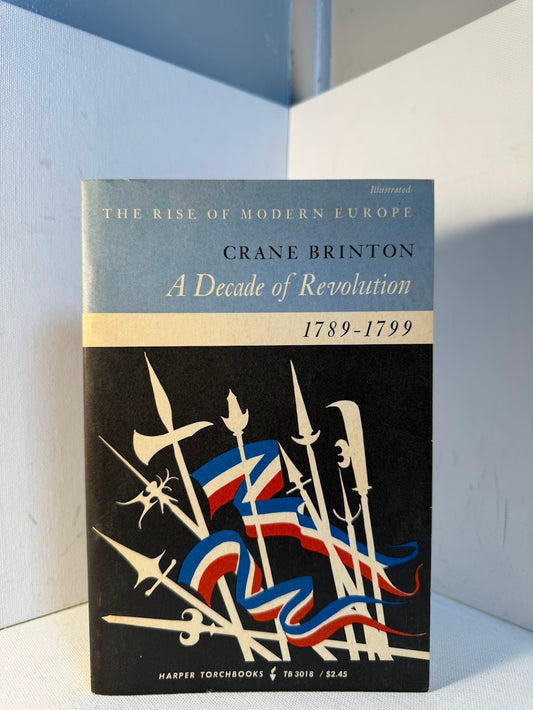 Illustrated
THE RISE OF MODERN EUROPE
CRANE BRINTON
A Decade of Revolution
1789-1799
HARPER TORCHBOOKS TB 3018 / $2.45